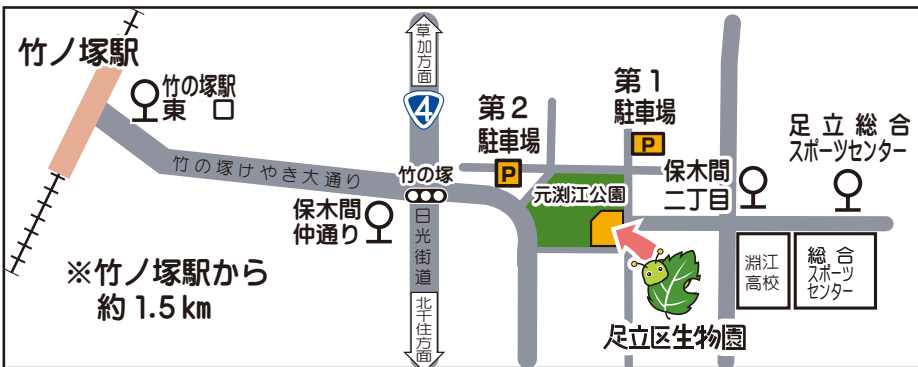 竹ノ塚駅
竹の塚駅
東 口
草加方面
4
竹の塚けやき大通り
竹の塚
保木間
仲通り
日光街道
北千住方面
※竹ノ塚駅から
約1.5km
第2
駐車場
P
第1
駐車場
P
元渕江公園
保木間
二丁目
足立総合
スポーツセンター
淵江
高校
総合
スポーツ
センター
足立区生物園